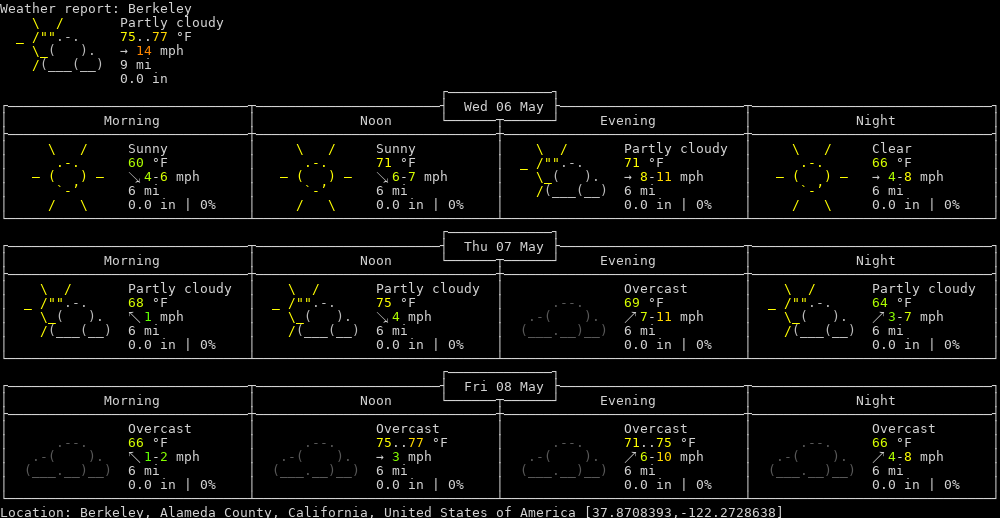 Weather report: Berkeley
Partly cloudy
75..77 °F
→ 14 mph
9 mi
0.0 in
Wed 06 May
Morning Noon Evening Night
Sunny Sunny Partly cloudy Clear
60 °F 71 °F 71 °F 66 °F
↘ 4-6 mph ↘ 6-7 mph → 8-11 mph → 4-8 mph
6 mi 6 mi 6 mi 6 mi
0.0 in | 0% 0.0 in | 0% 0.0 in | 0% 0.0 in | 0%
Thu 07 May
Morning Noon Evening Night
Partly cloudy Partly cloudy Overcast Partly cloudy
68 °F 75 °F 69 °F 64 °F
↖ 1 mph ↘ 4 mph ↗ 7-11 mph ↗ 3-7 mph
6 mi 6 mi 6 mi 6 mi
0.0 in | 0% 0.0 in | 0% 0.0 in | 0% 0.0 in | 0%
Fri 08 May
Morning Noon Evening Night
Overcast Overcast Overcast Overcast
66 °F 75..77 °F 71..75 °F 66 °F
↖ 1-2 mph → 3 mph ↗ 6-10 mph ↗ 4-8 mph
6 mi 6 mi 6 mi 6 mi
0.0 in | 0% 0.0 in | 0% 0.0 in | 0% 0.0 in | 0%
Location: Berkeley, Alameda County, California, United States of America [37.8708393,-122.2728638]